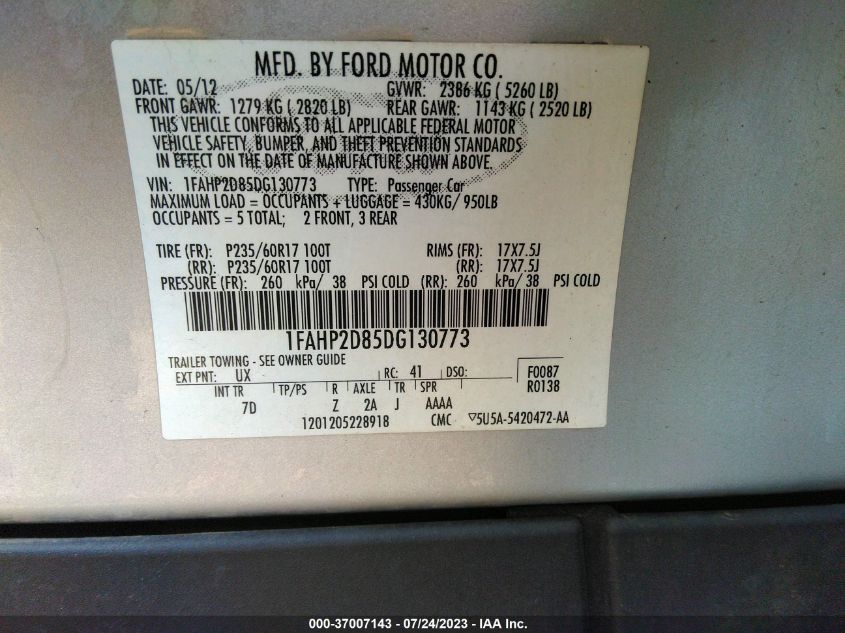 MFD. BY FORD MOTOR CO.
DATE: 05/12 GVWR: 2386 KG ( 5260 LB)
FRONT GAWR: 1279 KG ( 2820 LB) REAR GAWR: 1143 KG ( 2520 LB)
THIS VEHICLE CONFORMS TO ALL APPLICABLE FEDERAL MOTOR
VEHICLE SAFETY, BUMPER, AND THEFT PREVENTION STANDARDS
IN EFFECT ON THE DATE OF MANUFACTURE SHOWN ABOVE.
VIN: 1FAHP2D85DG130773 TYPE: Passenger Car
MAXIMUM LOAD = OCCUPANTS + LUGGAGE = 430KG/ 950LB
OCCUPANTS = 5 TOTAL; 2 FRONT, 3 REAR
TIRE (FR): P235/60R17 100T RIMS (FR): 17X7.5J
(RR): P235/60R17 100T (RR): 17X7.5J
PRESSURE (FR): 260 kPa/ 38 PSI COLD (RR): 260 kPa/ 38 PSI COLD
1FAHP2D85DG130773
TRAILER TOWING - SEE OWNER GUIDE
EXT PNT: UX RC: 41 DSO: F0087
R0138
INT TR TP/PS R AXLE TR SPR
7D Z 2A J AAAA
1201205228918 CMC ▽5U5A-5420472-AA
000-37007143 - 07/24/2023 - IAA Inc.